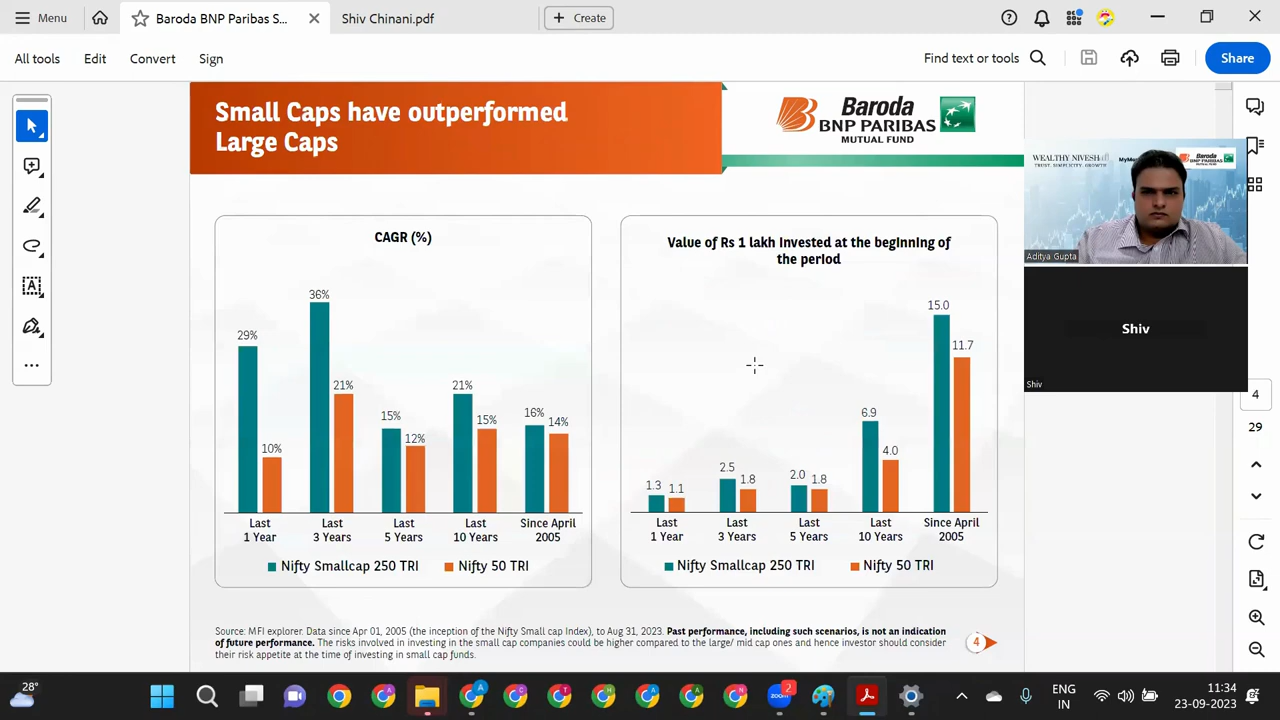 Menu
Baroda BNP Paribas S...
Shiv Chinani.pdf
Create
All tools
Edit
Convert
Sign
Find text or tools
Share
Small Caps have outperformed
Large Caps
Baroda
BNP PARIBAS
MUTUAL FUND
CAGR (%)
36%
29%
21%
10%
15%
12%
21%
15%
16%
14%
Last
1 Year
Last
3 Years
Last
5 Years
Last
10 Years
Since April
2005
Nifty Smallcap 250 TRI
Nifty 50 TRI
Value of Rs 1 lakh invested at the beginning of
the period
1.3
1.1
2.5
1.8
2.0
1.8
6.9
4.0
15.0
11.7
Last
1 Year
Last
3 Years
Last
5 Years
Last
10 Years
Since April
2005
Nifty Smallcap 250 TRI
Nifty 50 TRI
Source: MFI explorer. Data since Apr 01, 2005 (the inception of the Nifty Small cap Index), to Aug 31, 2023. Past performance, including such scenarios, is not an indication
of future performance. The risks involved in investing in the small cap companies could be higher compared to the large/ mid cap ones and hence investor should consider
their risk appetite at the time of investing in small cap funds.
4
WEALTHY NIVESH
TRUST. SIMPLICITY. GROWTH
Baroda
BNP PARIBAS
Aditya Gupta
Shiv
Shiv
4
29
28°
2
ENG
IN
11:34
23-09-2023